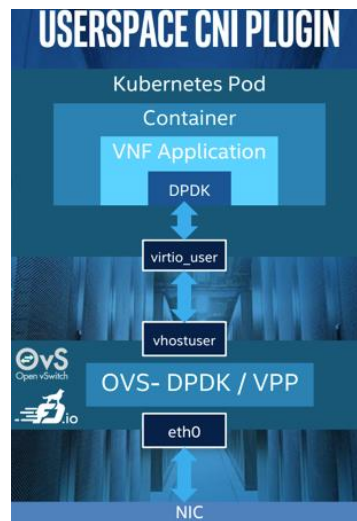 USERSPACE CNI PLUGIN
Kubernetes Pod
Container
VNF Application
DPDK
virtio_user
vhostuser
OvS
Open vSwitch
OVS- DPDK / VPP
.io
eth0
NIC